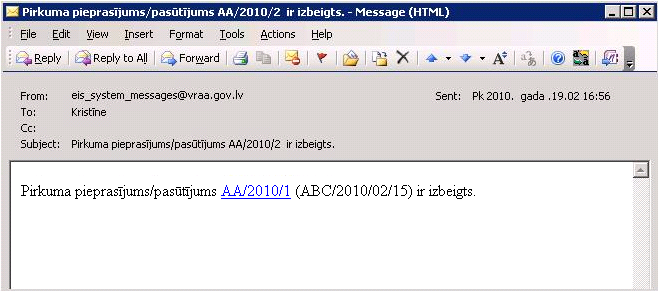 Pirkuma pieprasījums/pasūtījums AA/2010/2 ir izbeigts. - Message (HTML)
File Edit View Insert Format Tools Actions Help
Reply Reply to All Forward
From: eis_system_messages@vraa.gov.lv Sent: Pk 2010. gada .19.02 16:56
To: Kristīne
Cc:
Subject: Pirkuma pieprasījums/pasūtījums AA/2010/2 ir izbeigts.
Pirkuma pieprasījums/pasūtījums AA/2010/1 (ABC/2010/02/15) ir izbeigts.